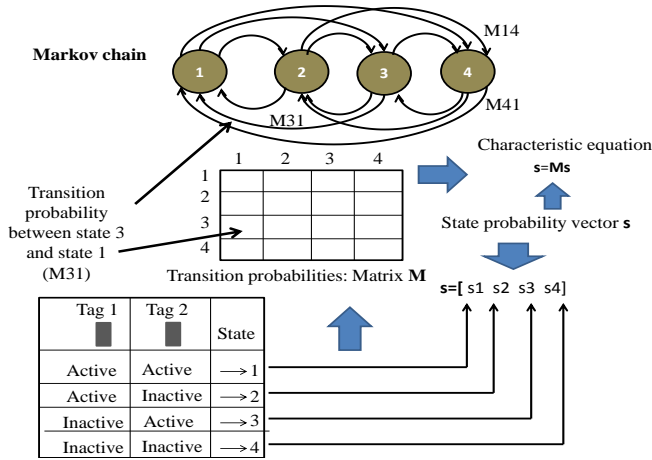 M14
Markov chain
1 2 3 4
M31
M41
Characteristic equation
s=Ms
1 2 3 4
1
2
3
4
Transition
probability
between state 3
and state 1
(M31)
State probability vector s
Transition probabilities: Matrix M
s=[ s1 s2 s3 s4]
Tag 1 Tag 2 State
Active Active → 1
Active Inactive → 2
Inactive Active → 3
Inactive Inactive → 4